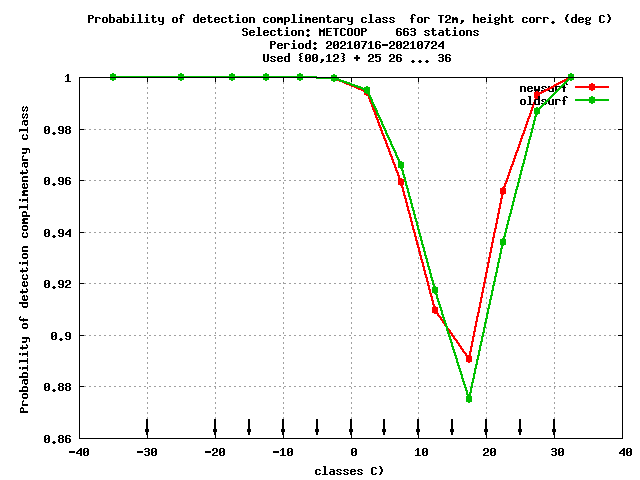 Probability of detection complimentary class  for T2m, height corr. (deg C)
Selection: METCOOP    663 stations
Period: 20210716-20210724
Used {00,12} + 25 26 ... 36
Probability of detection complimentary class
1
0.98
0.96
0.94
0.92
0.9
0.88
0.86
newsurf
oldsurf
-40 -30 -20 -10 0 10 20 30 40
classes C)